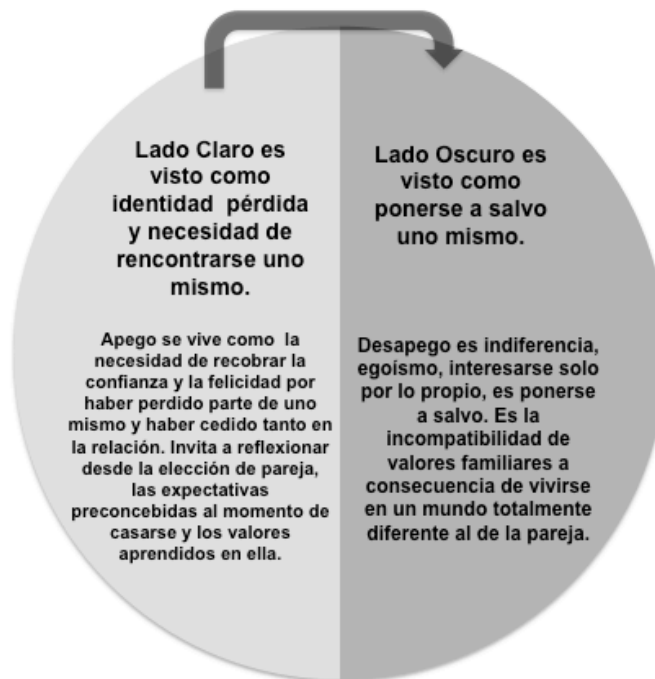 Lado Claro es
visto como
identidad pérdida
y necesidad de
rencontrarse uno
mismo.
Apego se vive como la
necesidad de recobrar la
confianza y la felicidad por
haber perdido parte de uno
mismo y haber cedido tanto en
la relación. Invita a reflexionar
desde la elección de pareja,
las expectativas
preconcebidas al momento de
casarse y los valores
aprendidos en ella.
Lado Oscuro es
visto como
ponerse a salvo
uno mismo.
Desapego es indiferencia,
egoísmo, interesarse solo
por lo propio, es ponerse
a salvo. Es la
incompatibilidad de
valores familiares a
consecuencia de vivirse
en un mundo totalmente
diferente al de la pareja.